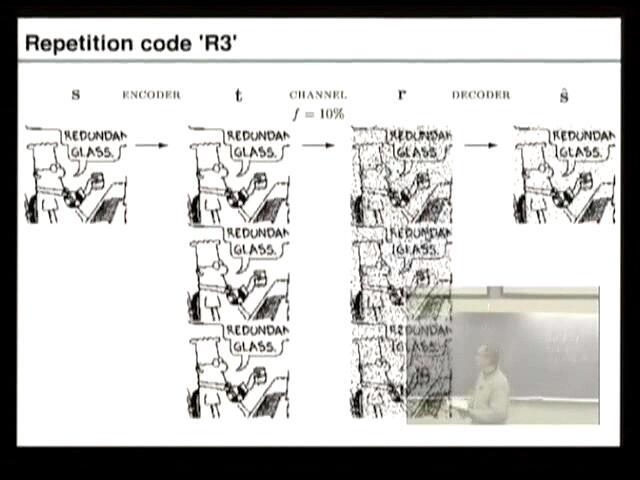 Repetition code 'R3'
s ENCODER t CHANNEL r DECODER ŝ
f = 10%
REDUNDAN
GLASS.
REDUNDAN
GLASS.
REDUNDAN
GLASS.
REDUNDAN
GLASS.
REDUNDAN
GLASS.
REDUNDAN
GLASS.
REDUNDAN
GLASS.
REDUNDAN
GLASS.